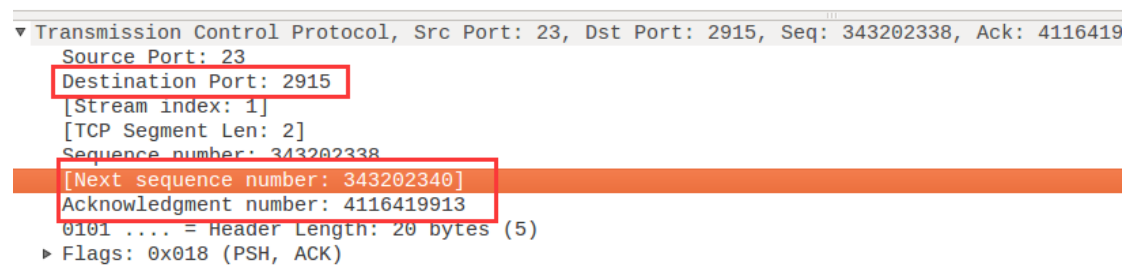 Transmission Control Protocol, Src Port: 23, Dst Port: 2915, Seq: 343202338, Ack: 4116419
Source Port: 23
Destination Port: 2915
[Stream index: 1]
[TCP Segment Len: 2]
Sequence number: 343202338
[Next sequence number: 343202340]
Acknowledgment number: 4116419913
0101 .... = Header Length: 20 bytes (5)
Flags: 0x018 (PSH, ACK)